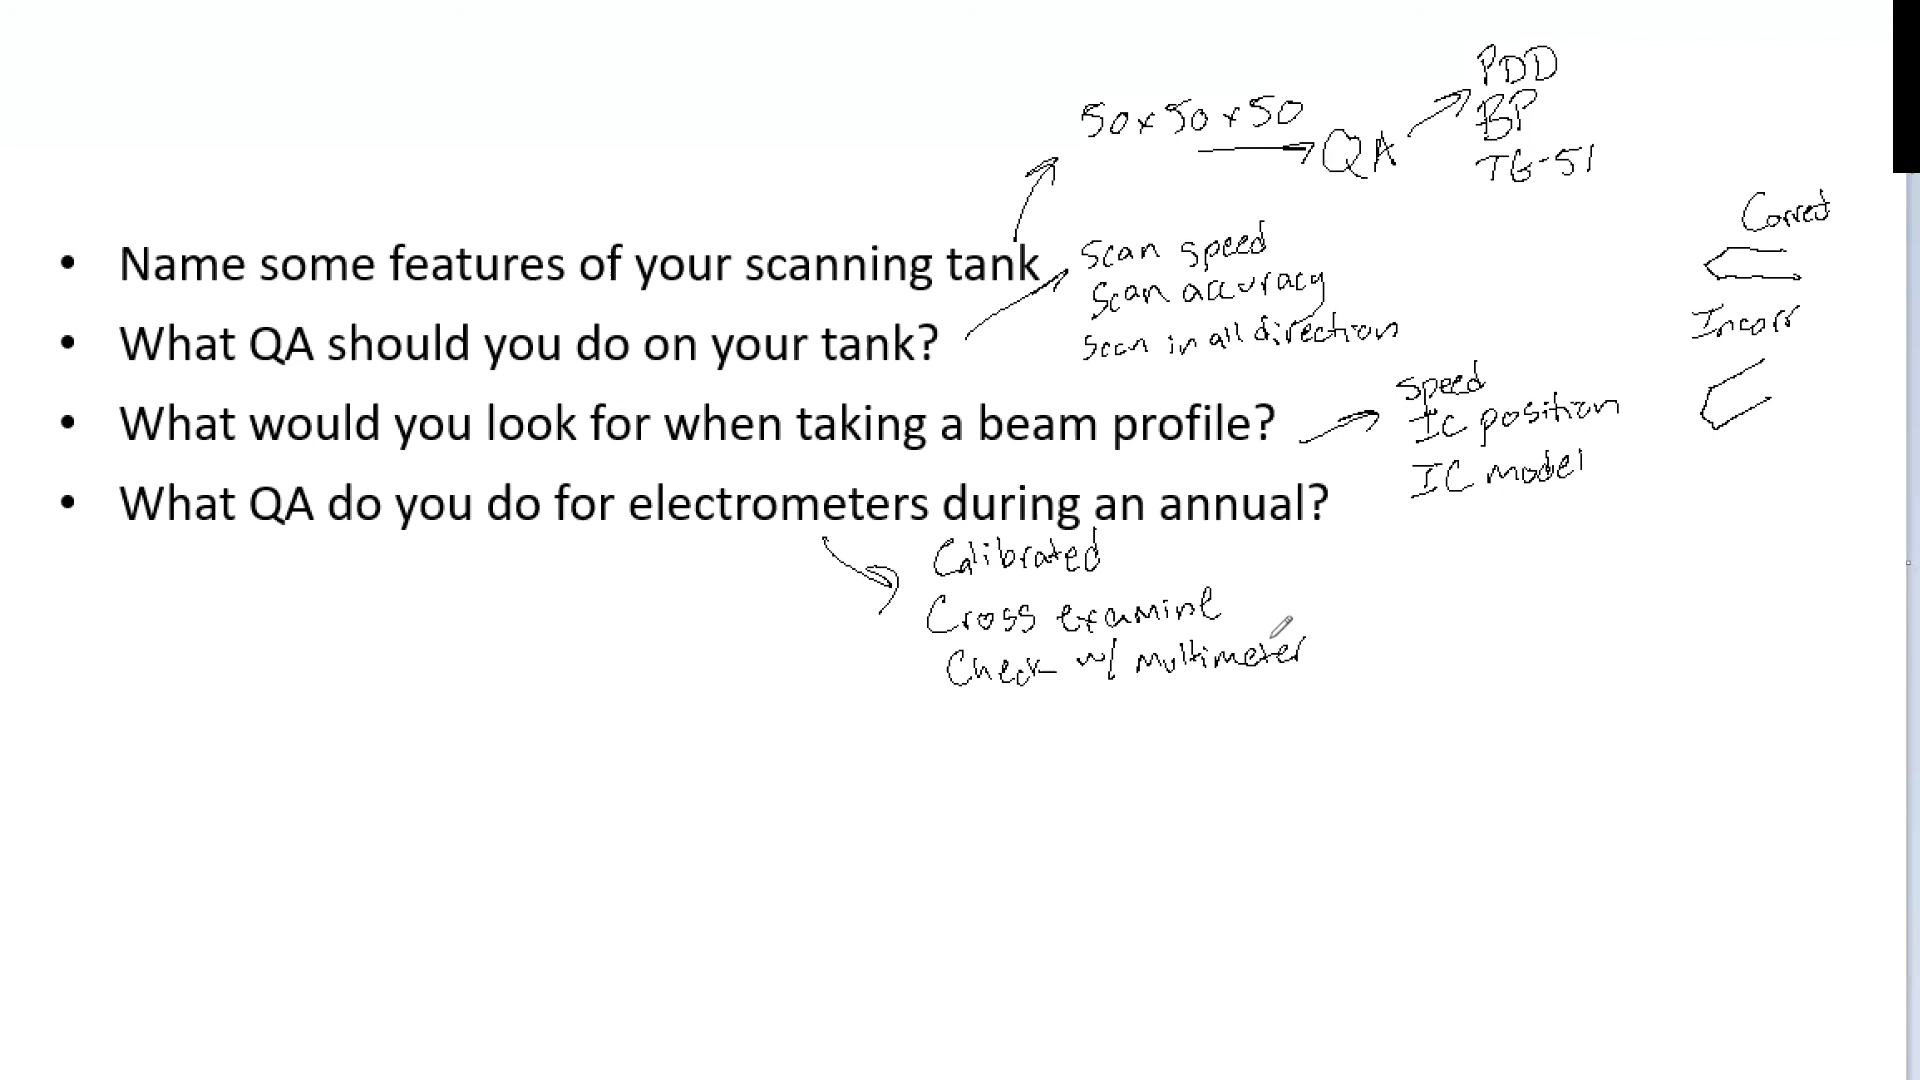 PDD
50x50x50
BP
QA
TG-51
Correct
• Name some features of your scanning tank
Scan speed
Scan accuracy
Scan in all direction
Incorr
• What QA should you do on your tank?
• What would you look for when taking a beam profile?
Speed
IC position
IC model
• What QA do you do for electrometers during an annual?
Calibrated
Cross examine
Check w/ multimeter